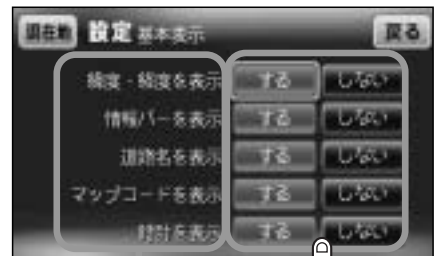 現在地 設定 基本表示 戻る
緯度・経度を表示 する しない
情報バーを表示 する しない
道路名を表示 する しない
マップコードを表示 する しない
時計を表示 する しない